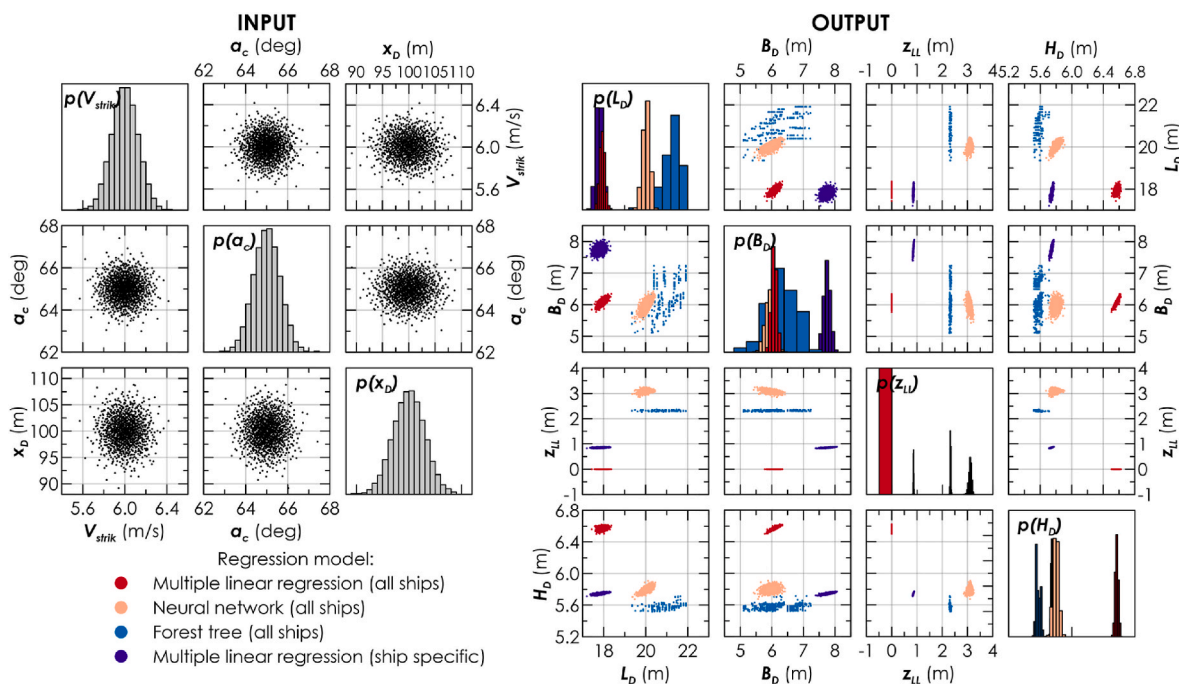 INPUT
OUTPUT
a_c (deg)
x_D (m)
B_D (m)
z_LL (m)
H_D (m)
62 64 66 68
90 95 100 105 110
5 6 7 8
-1 0 1 2 3 4
5.2 5.6 6.0 6.4 6.8
p(V_strik)
6.4
6.0
5.6
V_strik (m/s)
p(L_D)
22
20
18
L_D (m)
a_c (deg)
68
66
64
62
p(a_c)
68
66
64
62
a_c (deg)
B_D (m)
8
7
6
5
p(B_D)
8
7
6
5
B_D (m)
x_D (m)
110
105
100
95
90
p(x_D)
z_LL (m)
4
3
2
1
0
-1
p(z_LL)
4
3
2
1
0
-1
z_LL (m)
5.6 6.0 6.4
62 64 66 68
V_strik (m/s)
a_c (deg)
H_D (m)
6.8
6.4
6.0
5.6
5.2
p(H_D)
18 20 22
5 6 7 8
-1 0 1 2 3 4
L_D (m)
B_D (m)
z_LL (m)
Regression model:
Multiple linear regression (all ships)
Neural network (all ships)
Forest tree (all ships)
Multiple linear regression (ship specific)